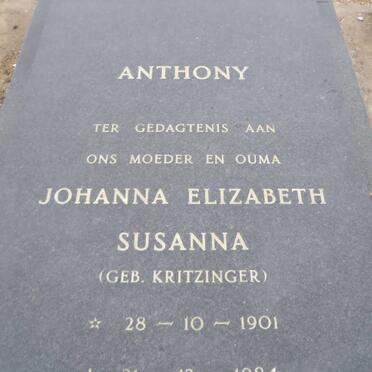 ANTHONY
TER GEDAGTENIS AAN
ONS MOEDER EN OUMA
JOHANNA ELIZABETH
SUSANNA
(GEB. KRITZINGER)
☆ 28 — 10 — 1901